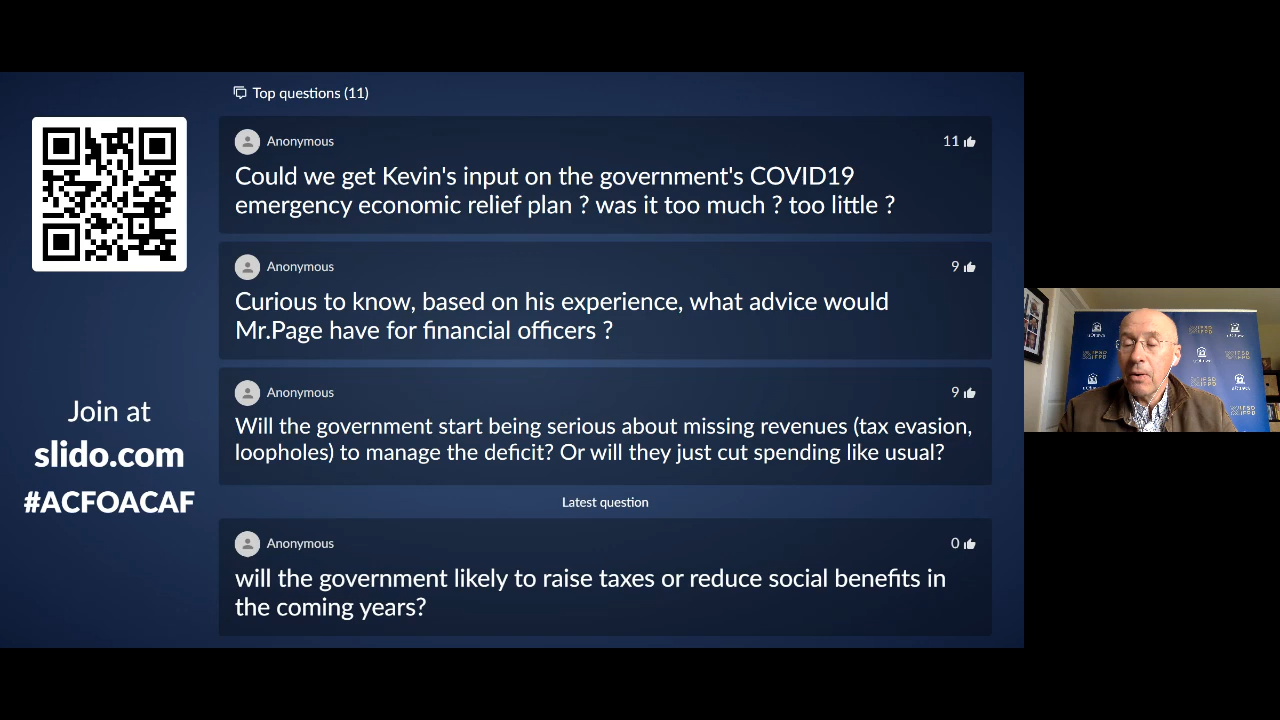 Top questions (11)
Anonymous
11
Could we get Kevin's input on the government's COVID19
emergency economic relief plan ? was it too much ? too little ?
Anonymous
9
Curious to know, based on his experience, what advice would
Mr.Page have for financial officers ?
Anonymous
9
Will the government start being serious about missing revenues (tax evasion,
loopholes) to manage the deficit? Or will they just cut spending like usual?
Latest question
Anonymous
0
will the government likely to raise taxes or reduce social benefits in
the coming years?
Join at
slido.com
#ACFOACAF